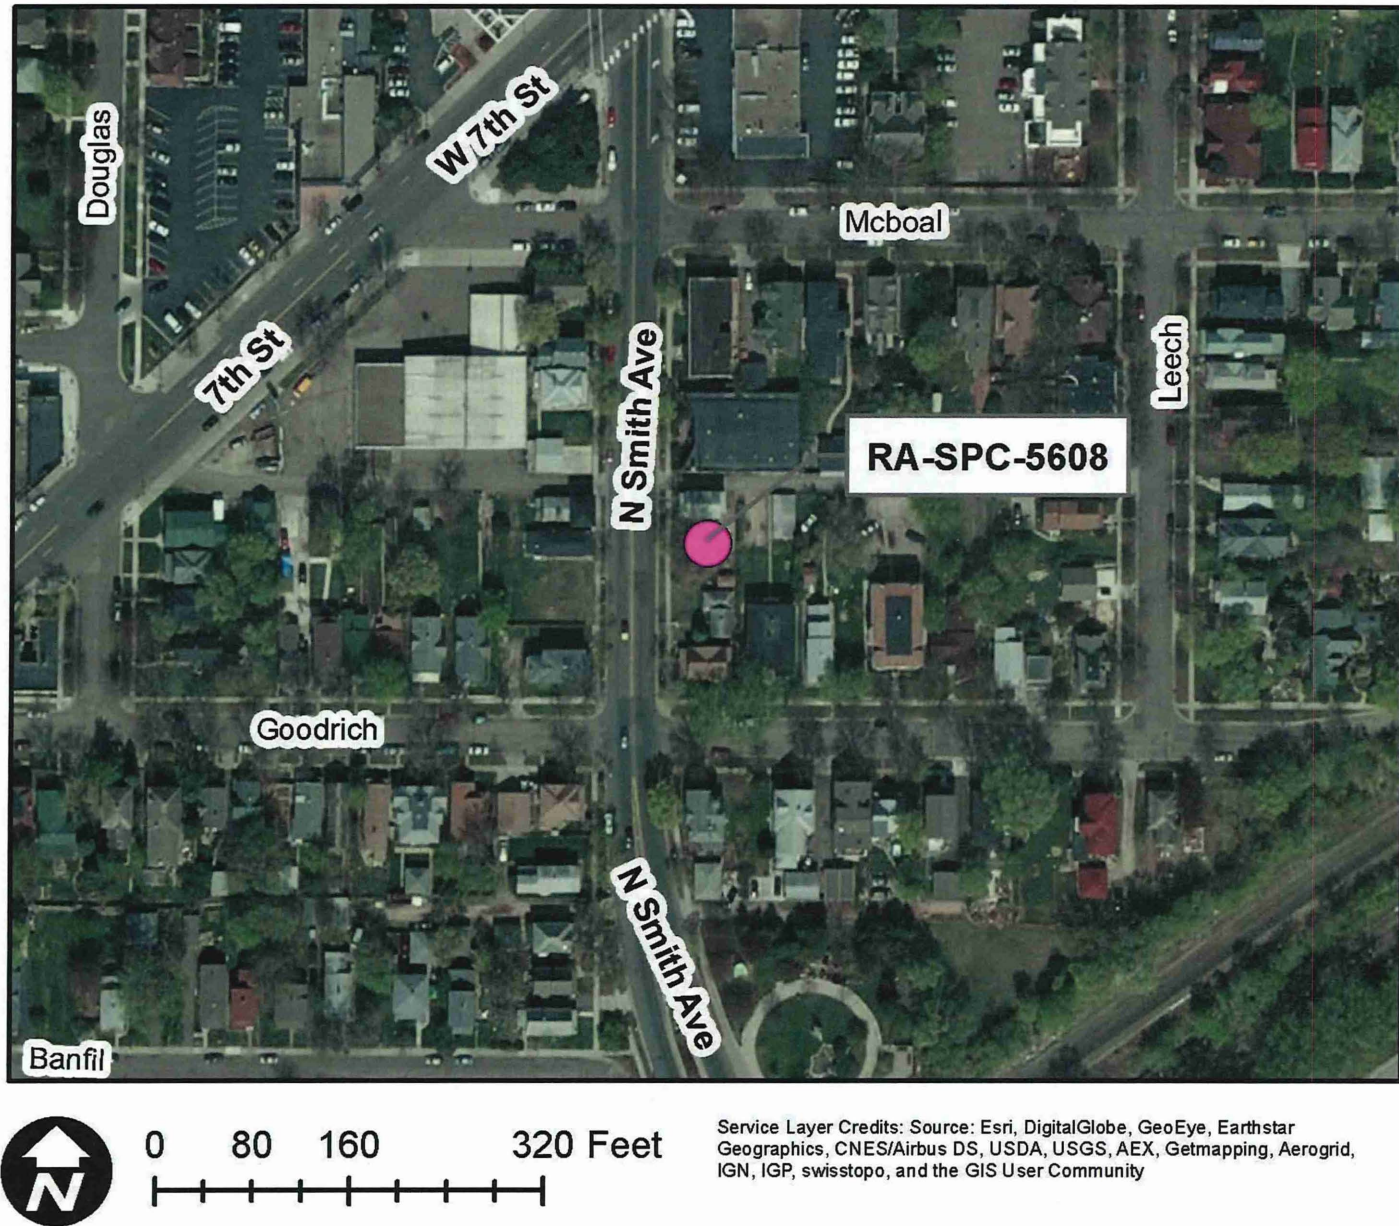 W 7th St
Douglas
Mcboal
7th St
N Smith Ave
Leech
RA-SPC-5608
Goodrich
N Smith Ave
Banfil
N
0 80 160 320 Feet
Service Layer Credits: Source: Esri, DigitalGlobe, GeoEye, Earthstar
Geographics, CNES/Airbus DS, USDA, USGS, AEX, Getmapping, Aerogrid,
IGN, IGP, swisstopo, and the GIS User Community